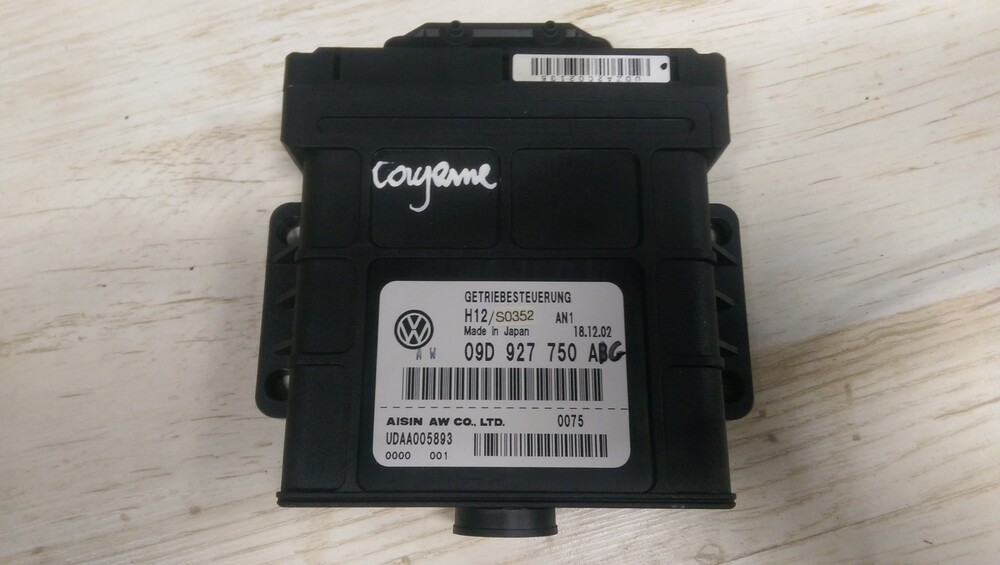 Cayenne
GETRIEBESTEUERUNG
H12/S0352 AN1
Made in Japan 18.12.02
A W
09D 927 750 ABG
AISIN AW CO., LTD. 0075
UDAA005893
0000 001